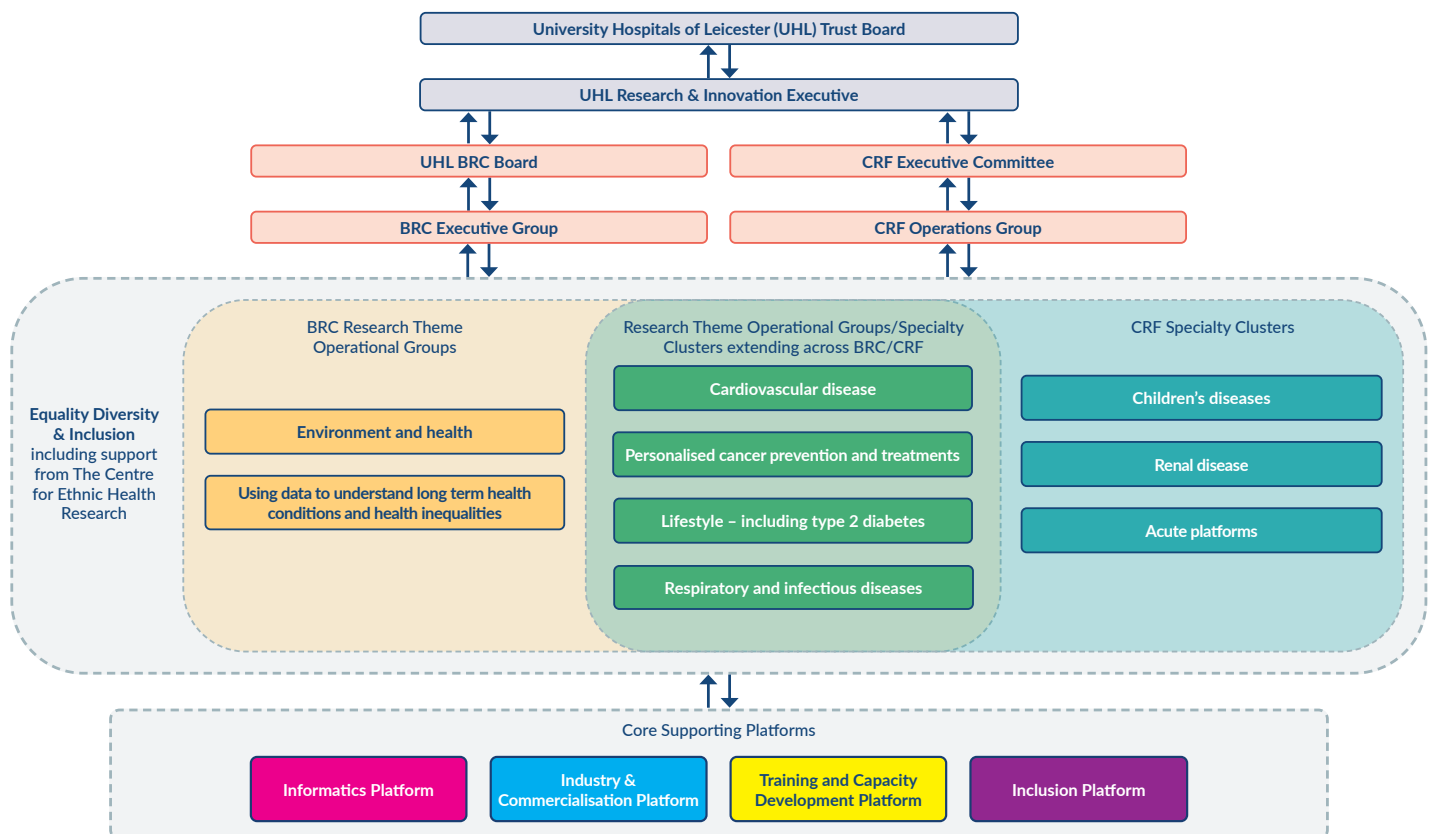 University Hospitals of Leicester (UHL) Trust Board
UHL Research & Innovation Executive
UHL BRC Board
CRF Executive Committee
BRC Executive Group
CRF Operations Group
Equality Diversity
& Inclusion
including support
from The Centre
for Ethnic Health
Research
BRC Research Theme
Operational Groups
Environment and health
Using data to understand long term health
conditions and health inequalities
Research Theme Operational Groups/Specialty
Clusters extending across BRC/CRF
Cardiovascular disease
Personalised cancer prevention and treatments
Lifestyle – including type 2 diabetes
Respiratory and infectious diseases
CRF Specialty Clusters
Children’s diseases
Renal disease
Acute platforms
Core Supporting Platforms
Informatics Platform
Industry &
Commercialisation Platform
Training and Capacity
Development Platform
Inclusion Platform